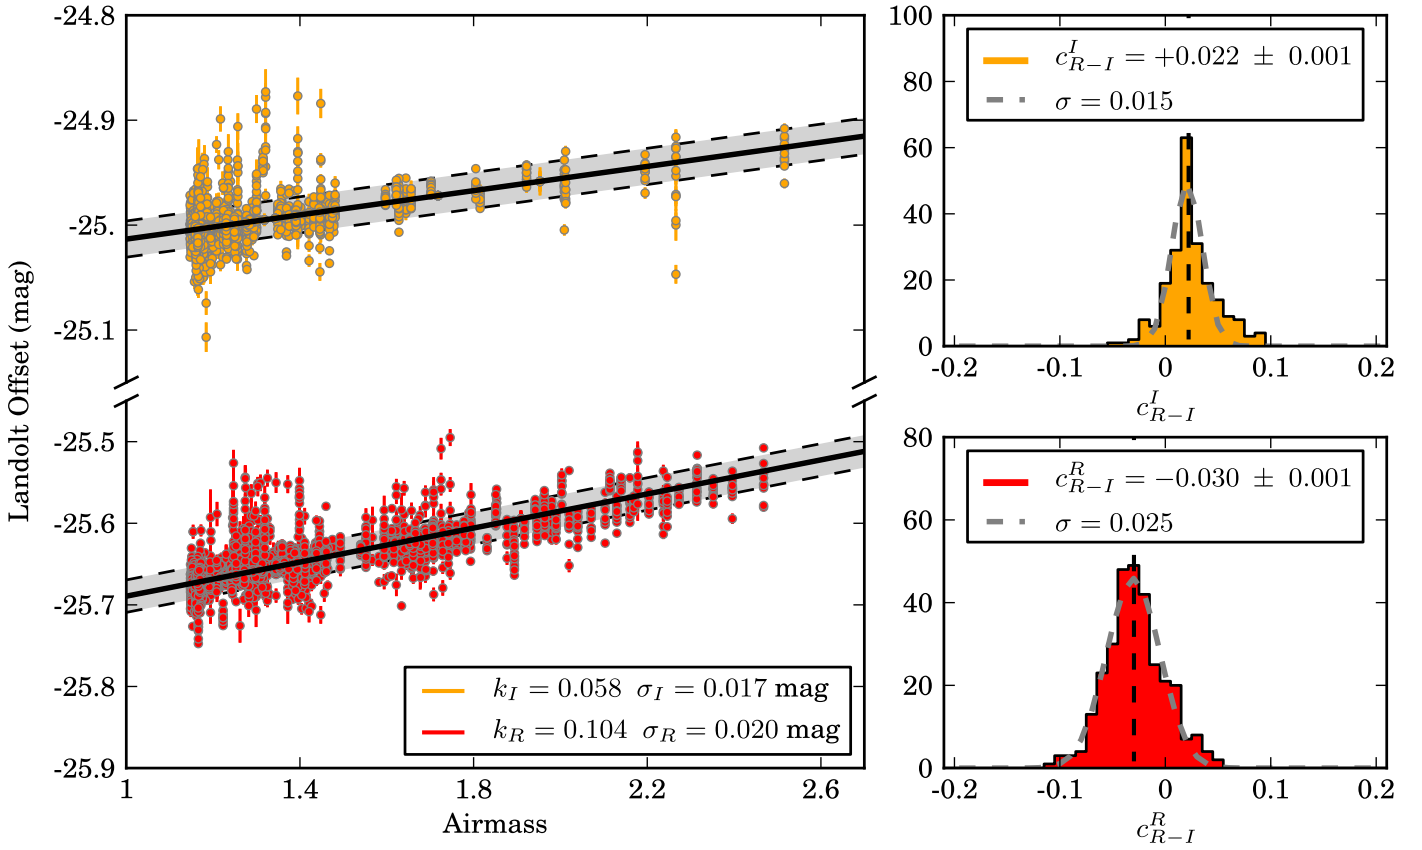 Landolt Offset (mag)
-24.8
-24.9
-25.
-25.1
-25.5
-25.6
-25.7
-25.8
-25.9
k_I = 0.058 σ_I = 0.017 mag
k_R = 0.104 σ_R = 0.020 mag
1 1.4 1.8 2.2 2.6
Airmass
100
80
60
40
20
0
c^I_{R−I} = +0.022 ± 0.001
σ = 0.015
-0.2 -0.1 0 0.1 0.2
c^I_{R−I}
80
60
40
20
0
c^R_{R−I} = −0.030 ± 0.001
σ = 0.025
-0.2 -0.1 0 0.1 0.2
c^R_{R−I}